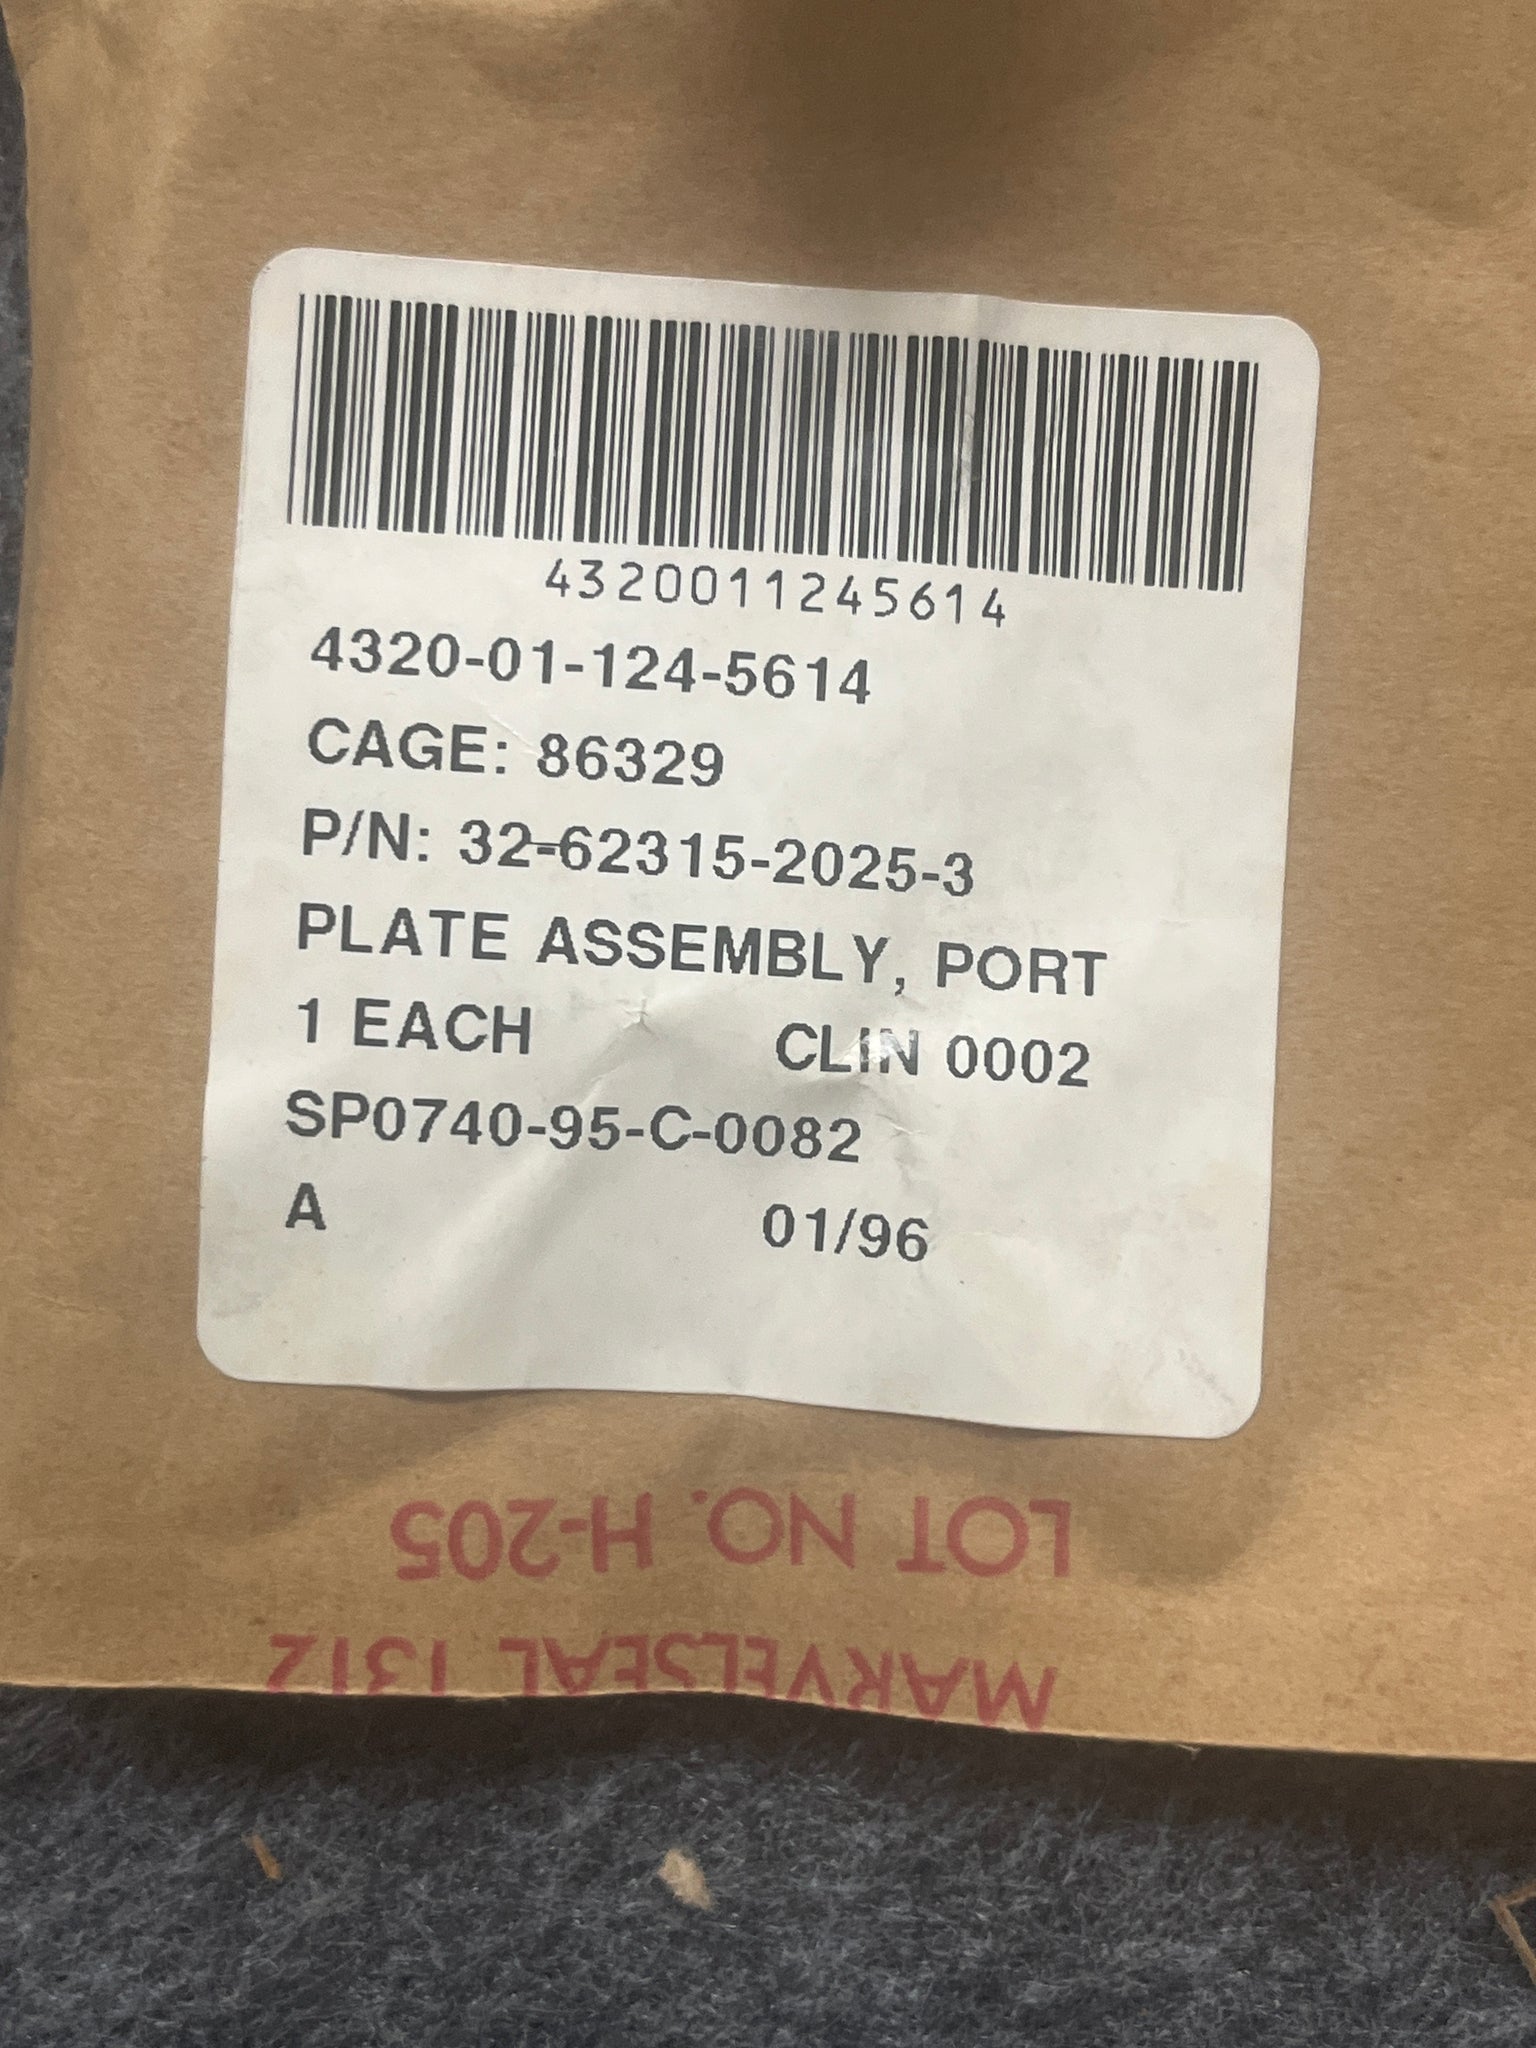 4320011245614
4320-01-124-5614
CAGE: 86329
P/N: 32-62315-2025-3
PLATE ASSEMBLY, PORT
1 EACH CLIN 0002
SP0740-95-C-0082
A 01/96
LOT NO. H-205
MARVELSEAL 1312